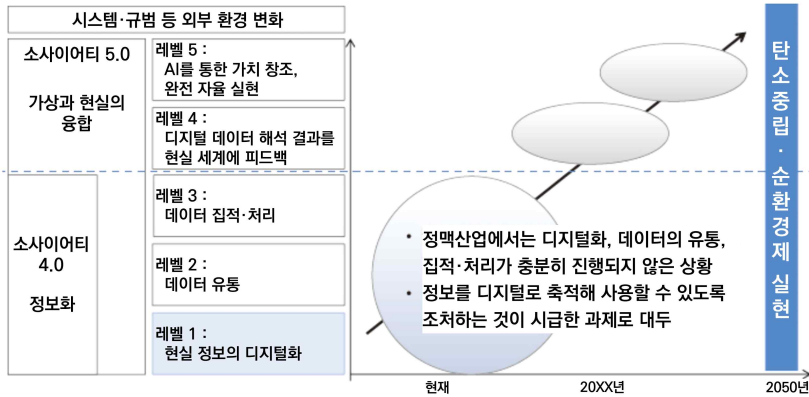 시스템·규범 등 외부 환경 변화
소사이어티 5.0
가상과 현실의
융합
레벨 5 :
AI를 통한 가치 창조,
완전 자율 실현
레벨 4 :
디지털 데이터 해석 결과를
현실 세계에 피드백
소사이어티
4.0
정보화
레벨 3 :
데이터 집적·처리
레벨 2 :
데이터 유통
레벨 1 :
현실 정보의 디지털화
• 정맥산업에서는 디지털화, 데이터의 유통,
집적·처리가 충분히 진행되지 않은 상황
• 정보를 디지털로 축적해 사용할 수 있도록
조처하는 것이 시급한 과제로 대두
탄소중립·순환경제 실현
현재
20XX년
2050년